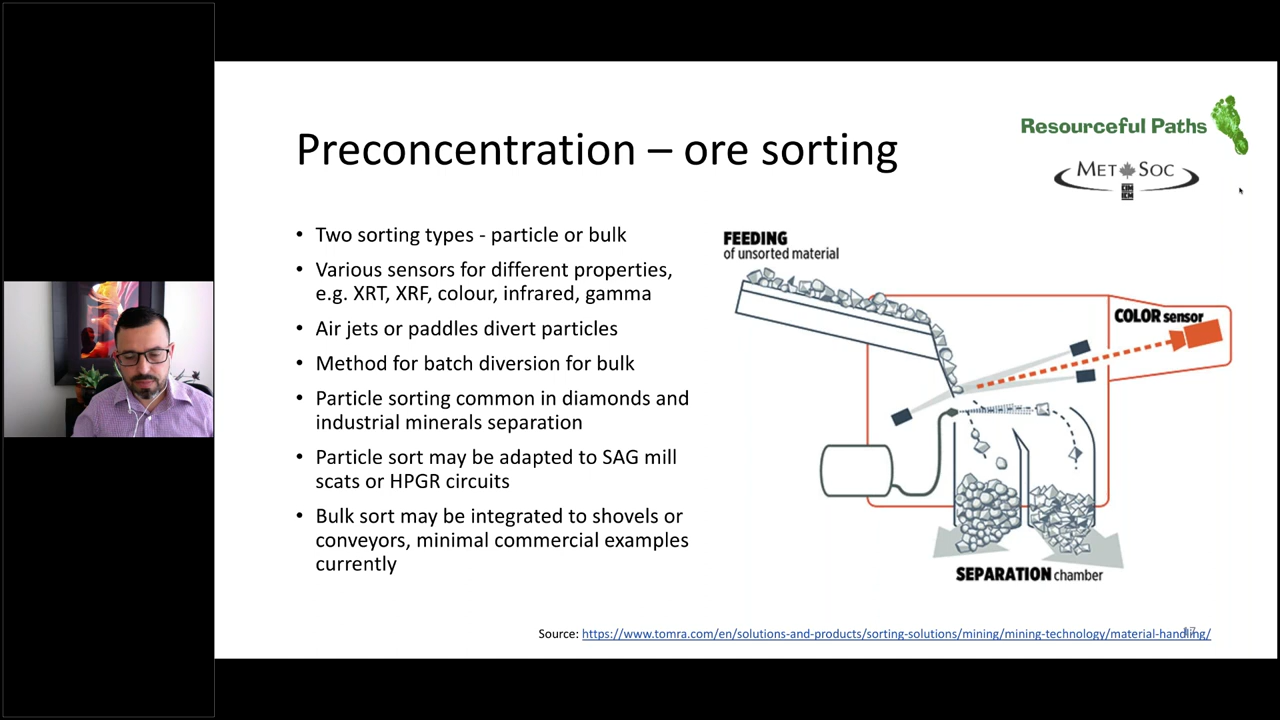 Preconcentration – ore sorting
Resourceful Paths
MET SOC
CIM
ICM
• Two sorting types - particle or bulk
• Various sensors for different properties,
e.g. XRT, XRF, colour, infrared, gamma
• Air jets or paddles divert particles
• Method for batch diversion for bulk
• Particle sorting common in diamonds and
industrial minerals separation
• Particle sort may be adapted to SAG mill
scats or HPGR circuits
• Bulk sort may be integrated to shovels or
conveyors, minimal commercial examples
currently
FEEDING
of unsorted material
COLOR sensor
SEPARATION chamber
Source: https://www.tomra.com/en/solutions-and-products/sorting-solutions/mining/mining-technology/material-handling/
17